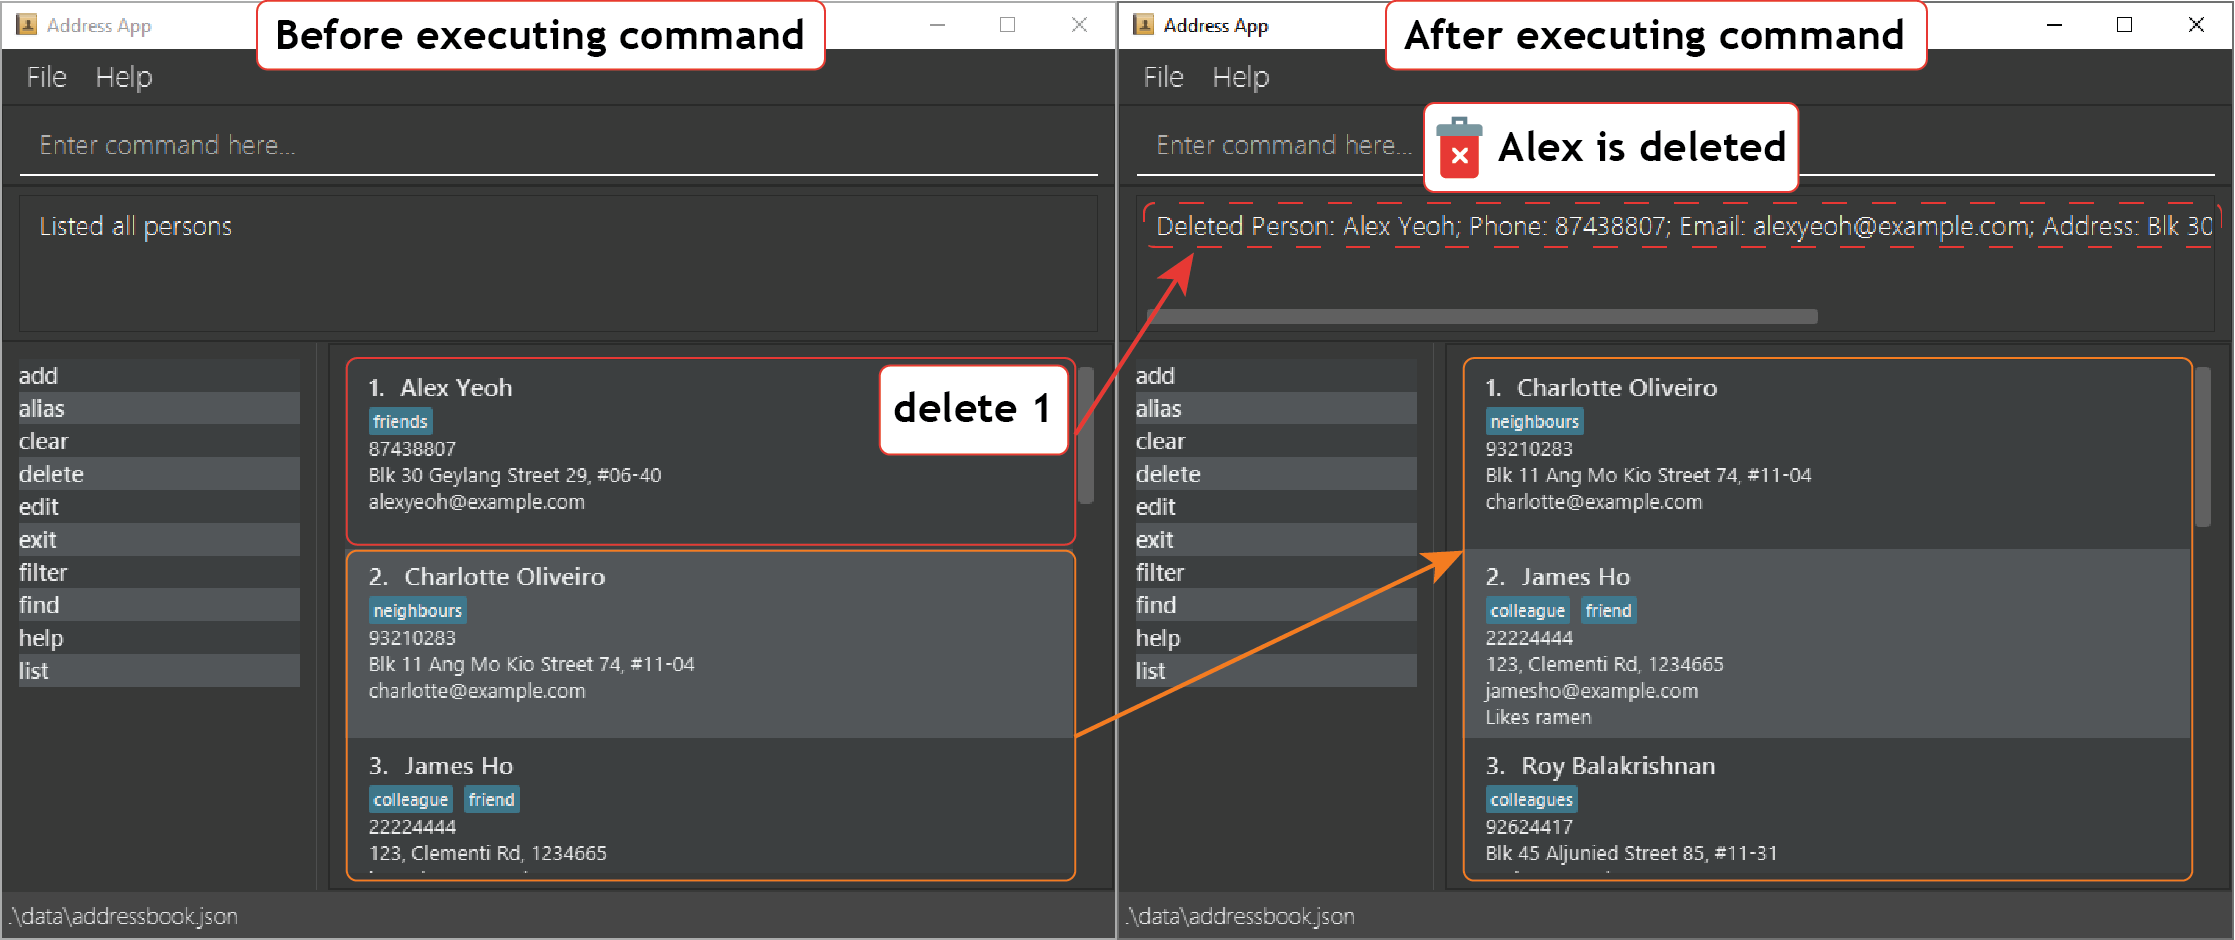 Address App
Before executing command
File Help
Enter command here...
Listed all persons
add
alias
clear
delete
edit
exit
filter
find
help
list
1. Alex Yeoh
friends
87438807
Blk 30 Geylang Street 29, #06-40
alexyeoh@example.com
delete 1
2. Charlotte Oliveiro
neighbours
93210283
Blk 11 Ang Mo Kio Street 74, #11-04
charlotte@example.com
3. James Ho
colleague friend
22224444
123, Clementi Rd, 1234665
.\data\addressbook.json
Address App
After executing command
File Help
Enter command here...
Alex is deleted
Deleted Person: Alex Yeoh; Phone: 87438807; Email: alexyeoh@example.com; Address: Blk 30
add
alias
clear
delete
edit
exit
filter
find
help
list
1. Charlotte Oliveiro
neighbours
93210283
Blk 11 Ang Mo Kio Street 74, #11-04
charlotte@example.com
2. James Ho
colleague friend
22224444
123, Clementi Rd, 1234665
jamesho@example.com
Likes ramen
3. Roy Balakrishnan
colleagues
92624417
Blk 45 Aljunied Street 85, #11-31
.\data\addressbook.json